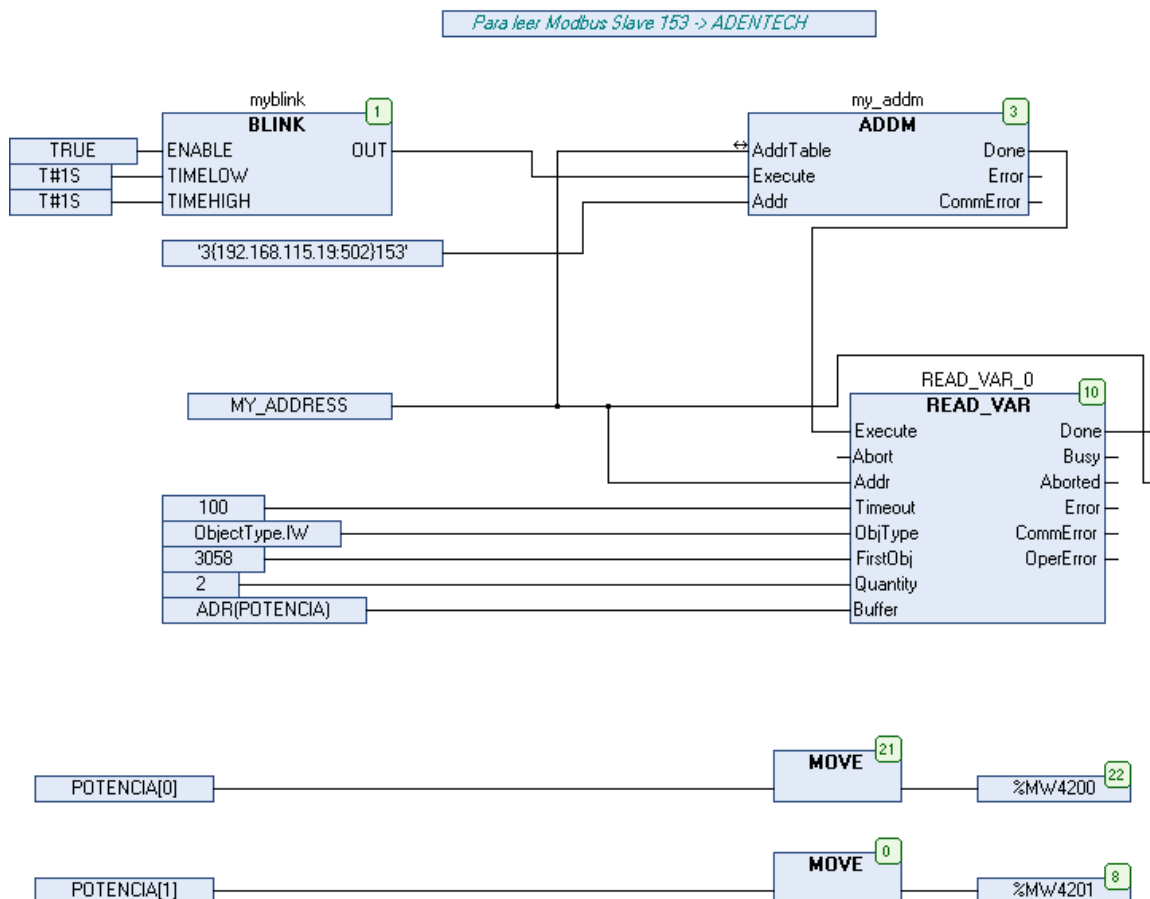 Para leer Modbus Slave 153 -> ADENTECH
myblink
1
BLINK
TRUE
ENABLE
OUT
T#1S
TIMELOW
T#1S
TIMEHIGH
my_addm
3
ADDM
AddrTable
Done
Execute
Error
Addr
CommError
'3{192.168.115.19:502}153'
MY_ADDRESS
READ_VAR_0
10
READ_VAR
Execute
Done
Abort
Busy
Addr
Aborted
100
Timeout
Error
ObjectType.IW
ObjType
CommError
3058
FirstObj
OperError
2
Quantity
ADR(POTENCIA)
Buffer
21
MOVE
POTENCIA[0]
%MW4200
22
0
MOVE
POTENCIA[1]
%MW4201
8